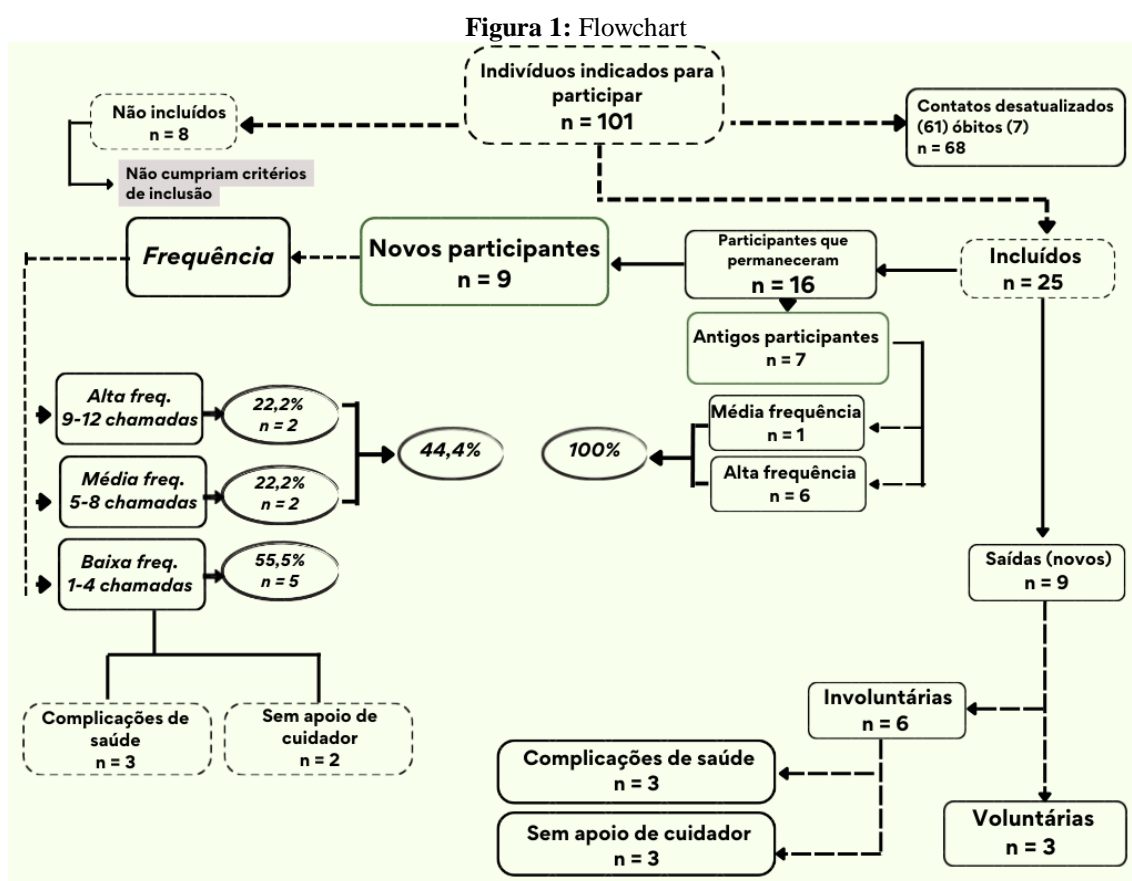 Figura 1: Flowchart
Indivíduos indicados para
participar
n = 101
Não incluídos
n = 8
Não cumpriam critérios
de inclusão
Contatos desatualizados
(61) óbitos (7)
n = 68
Incluídos
n = 25
Participantes que
permaneceram
n = 16
Novos participantes
n = 9
Frequência
Antigos participantes
n = 7
Média frequência
n = 1
Alta frequência
n = 6
100%
Alta freq.
9-12 chamadas
22,2%
n = 2
Média freq.
5-8 chamadas
22,2%
n = 2
44,4%
Baixa freq.
1-4 chamadas
55,5%
n = 5
Complicações de
saúde
n = 3
Sem apoio de
cuidador
n = 2
Saídas (novos)
n = 9
Involuntárias
n = 6
Complicações de saúde
n = 3
Sem apoio de cuidador
n = 3
Voluntárias
n = 3